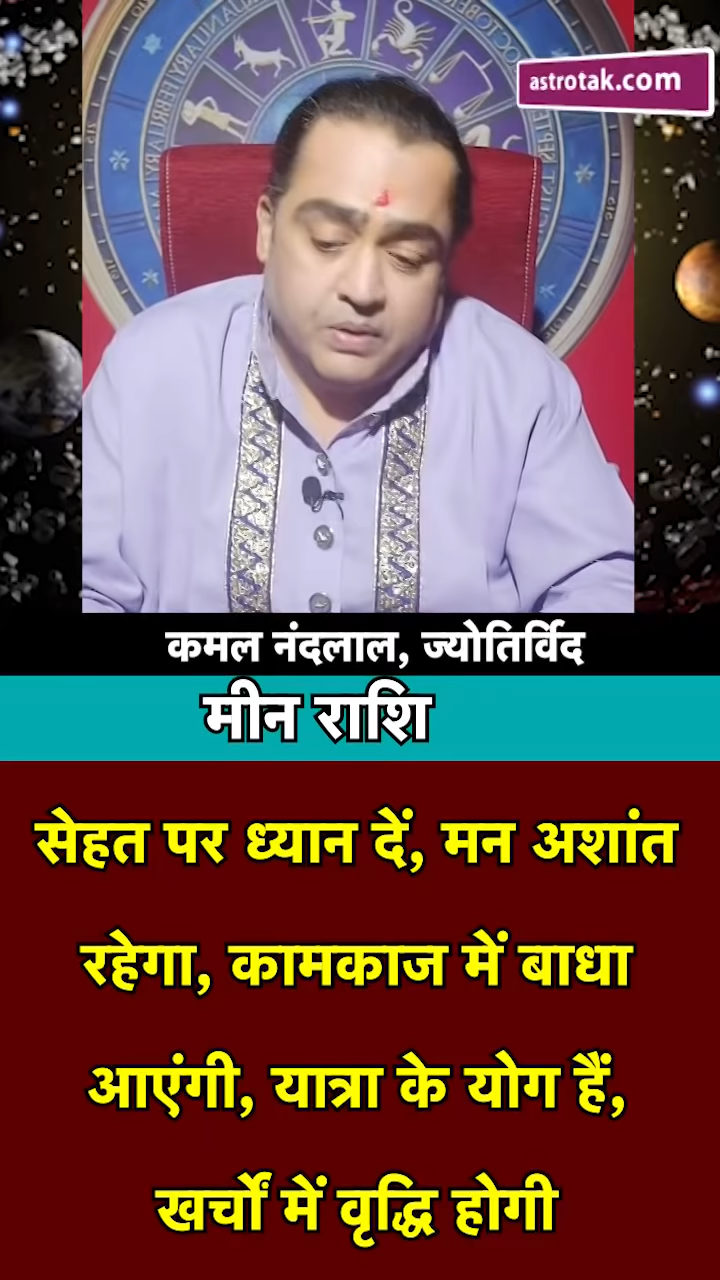 astrotak.com
कमल नंदलाल, ज्योतिर्विद
मीन राशि
सेहत पर ध्यान दें, मन अशांत
रहेगा, कामकाज में बाधा
आएंगी, यात्रा के योग हैं,
खर्चों में वृद्धि होगी